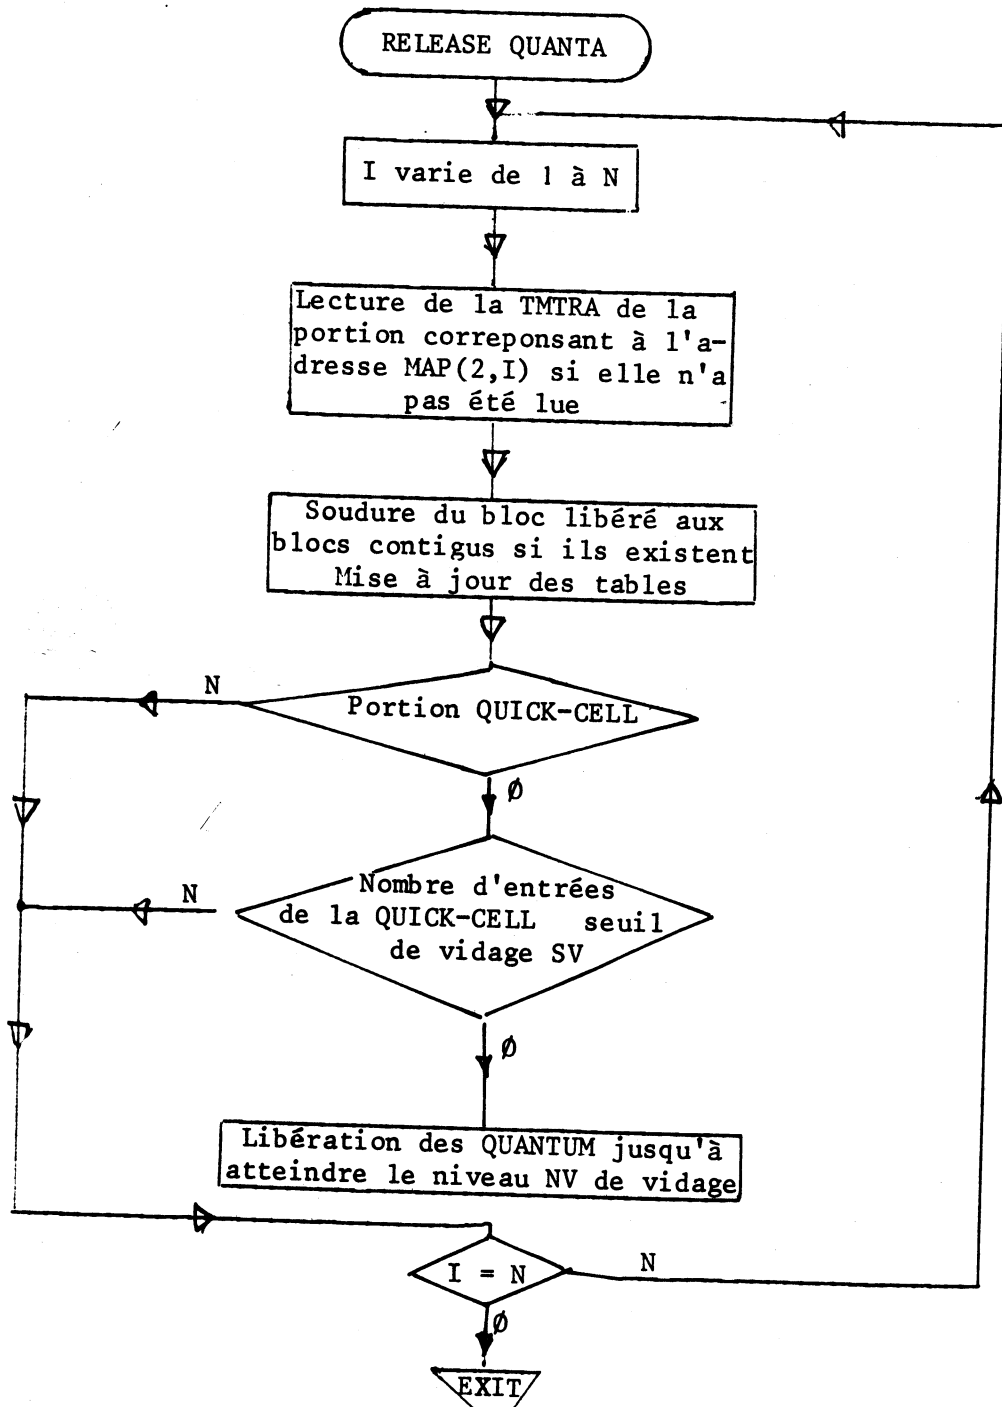 RELEASE QUANTA
I varie de 1 à N
Lecture de la TMTRA de la
portion correponsant à l'a-
dresse MAP(2,I) si elle n'a
pas été lue
Soudure du bloc libéré aux
blocs contigus si ils existent
Mise à jour des tables
N
Portion QUICK-CELL
Ø
N
Nombre d'entrées
de la QUICK-CELL seuil
de vidage SV
Ø
Libération des QUANTUM jusqu'à
atteindre le niveau NV de vidage
I = N
N
Ø
EXIT